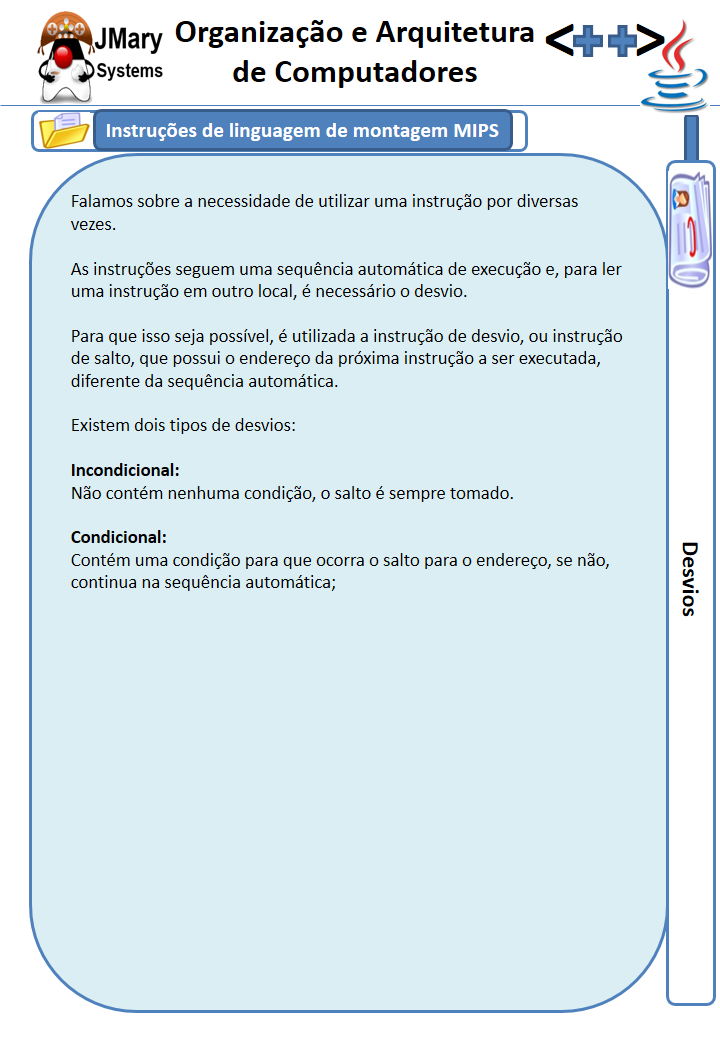 JMary
Systems
Organização e Arquitetura
de Computadores
<++>
Instruções de linguagem de montagem MIPS
Falamos sobre a necessidade de utilizar uma instrução por diversas
vezes.
As instruções seguem uma sequência automática de execução e, para ler
uma instrução em outro local, é necessário o desvio.
Para que isso seja possível, é utilizada a instrução de desvio, ou instrução
de salto, que possui o endereço da próxima instrução a ser executada,
diferente da sequência automática.
Existem dois tipos de desvios:
Incondicional:
Não contém nenhuma condição, o salto é sempre tomado.
Condicional:
Contém uma condição para que ocorra o salto para o endereço, se não,
continua na sequência automática;
Desvios